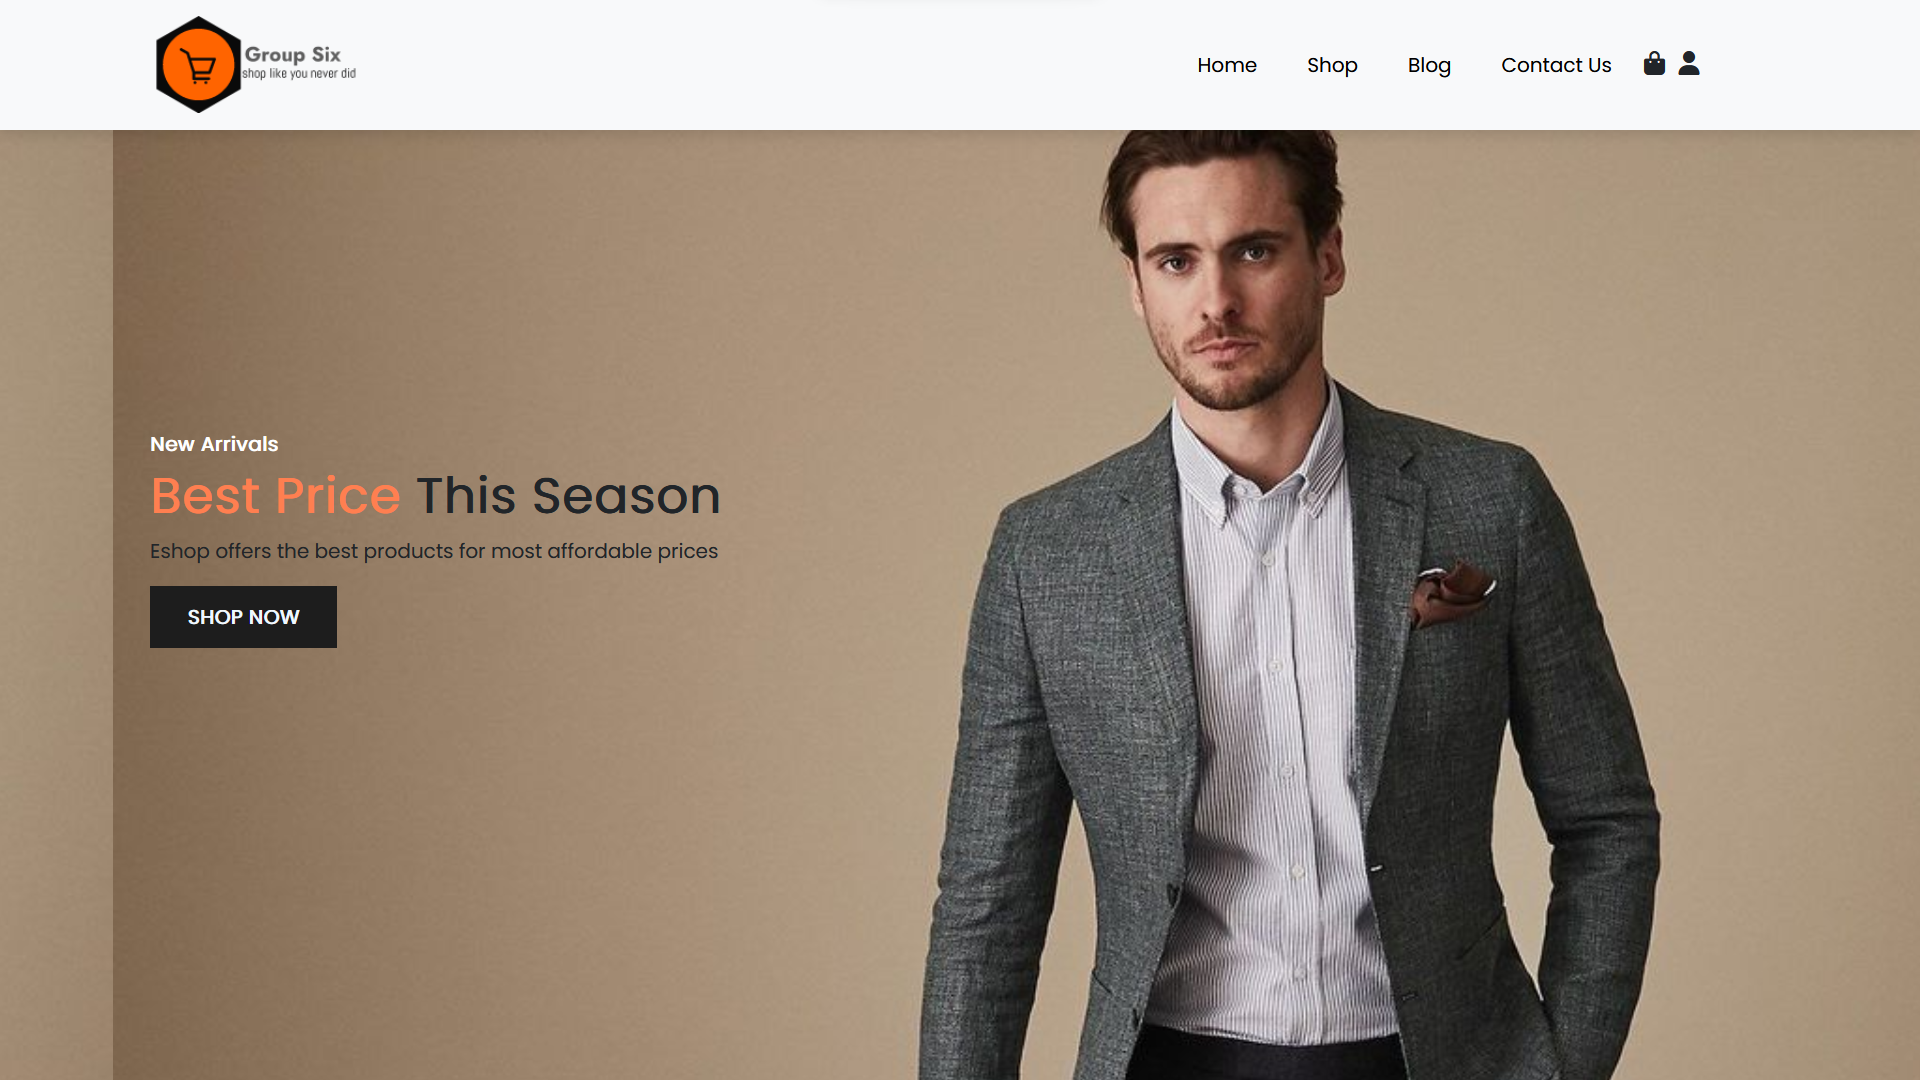 Group Six
shop like you never did
Home
Shop
Blog
Contact Us
New Arrivals
Best Price This Season
Eshop offers the best products for most affordable prices
SHOP NOW